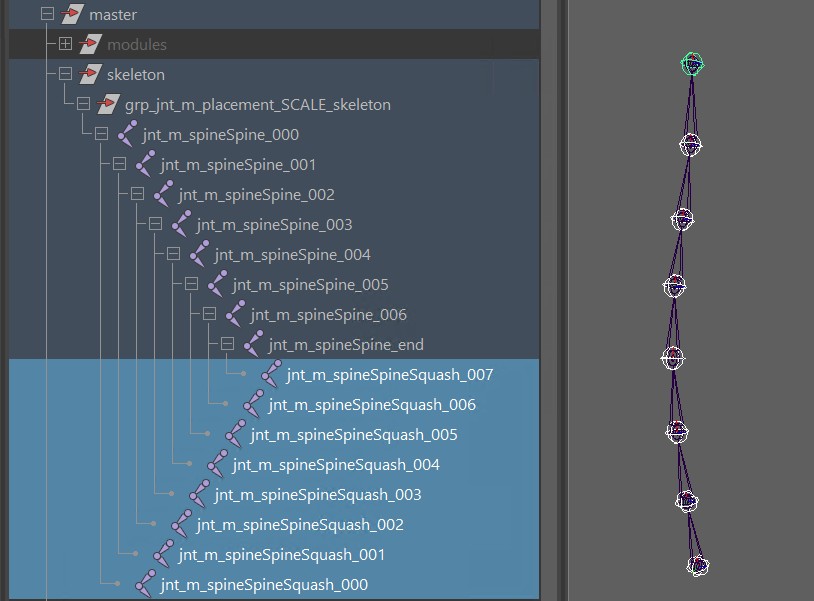 master
modules
skeleton
grp_jnt_m_placement_SCALE_skeleton
jnt_m_spineSpine_000
jnt_m_spineSpine_001
jnt_m_spineSpine_002
jnt_m_spineSpine_003
jnt_m_spineSpine_004
jnt_m_spineSpine_005
jnt_m_spineSpine_006
jnt_m_spineSpine_end
jnt_m_spineSpineSquash_007
jnt_m_spineSpineSquash_006
jnt_m_spineSpineSquash_005
jnt_m_spineSpineSquash_004
jnt_m_spineSpineSquash_003
jnt_m_spineSpineSquash_002
jnt_m_spineSpineSquash_001
jnt_m_spineSpineSquash_000